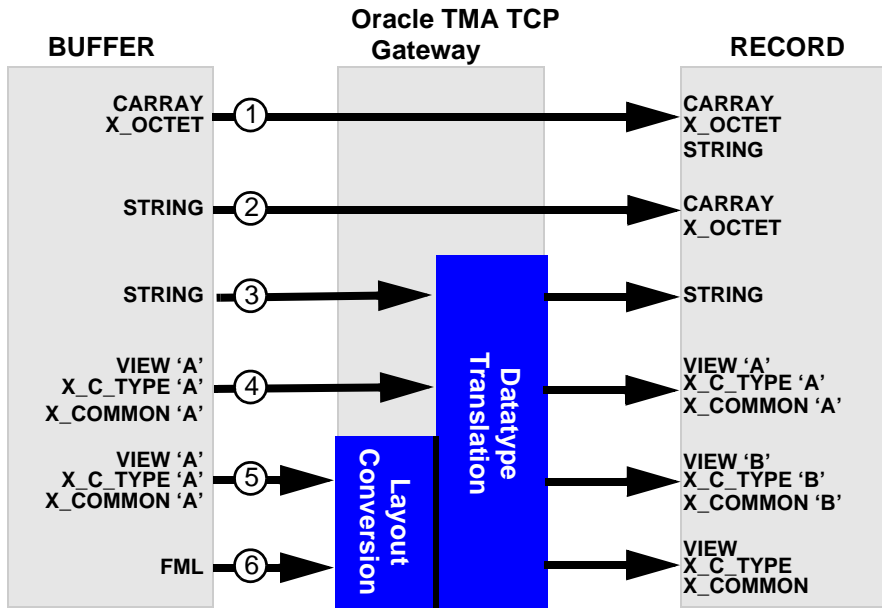 Oracle TMA TCP
Gateway
BUFFER
RECORD
CARRAY
X_OCTET
1
CARRAY
X_OCTET
STRING
STRING
2
CARRAY
X_OCTET
STRING
3
STRING
VIEW ‘A’
X_C_TYPE ‘A’
X_COMMON ‘A’
4
VIEW ‘A’
X_C_TYPE ‘A’
X_COMMON ‘A’
VIEW ‘A’
X_C_TYPE ‘A’
X_COMMON ‘A’
5
VIEW ‘B’
X_C_TYPE ‘B’
X_COMMON ‘B’
FML
6
VIEW
X_C_TYPE
X_COMMON
Datatype
Translation
Layout
Conversion